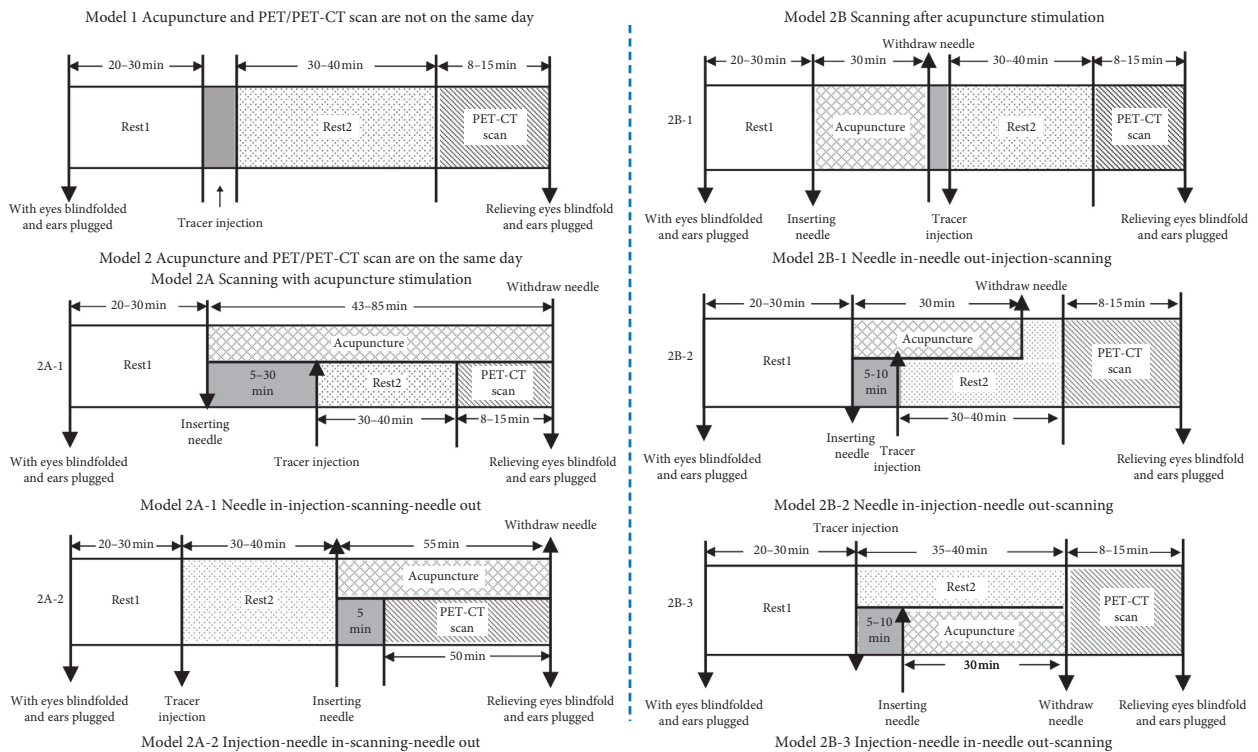 Model 1 Acupuncture and PET/PET-CT scan are not on the same day
20–30 min
30–40 min
8–15 min
Rest1
Rest2
PET-CT
scan
With eyes blindfolded
and ears plugged
Tracer injection
Relieving eyes blindfold
and ears plugged
Model 2 Acupuncture and PET/PET-CT scan are on the same day
Model 2A Scanning with acupuncture stimulation
Withdraw needle
20–30 min
43–85 min
2A-1
Rest1
Acupuncture
5–30
min
Rest2
PET-CT
scan
30–40 min
8–15 min
Inserting
needle
Tracer injection
With eyes blindfolded
and ears plugged
Relieving eyes blindfold
and ears plugged
Model 2A-1 Needle in-injection-scanning-needle out
Withdraw needle
20–30 min
30–40 min
55 min
2A-2
Rest1
Rest2
Acupuncture
5
min
PET-CT
scan
50 min
With eyes blindfolded
and ears plugged
Tracer
injection
Inserting
needle
Relieving eyes blindfold
and ears plugged
Model 2A-2 Injection-needle in-scanning-needle out
Model 2B Scanning after acupuncture stimulation
Withdraw needle
20–30 min
30 min
30–40 min
8–15 min
2B-1
Rest1
Acupuncture
Rest2
PET-CT
scan
With eyes blindfolded
and ears plugged
Inserting
needle
Tracer
injection
Relieving eyes blindfold
and ears plugged
Model 2B-1 Needle in-needle out-injection-scanning
Withdraw needle
20–30 min
30 min
8-15 min
2B-2
Rest1
Acupuncture
5-10
min
Rest2
PET-CT
scan
30–40 min
Inserting
needle
Tracer
injection
With eyes blindfolded
and ears plugged
Relieving eyes blindfold
and ears plugged
Model 2B-2 Needle in-injection-needle out-scanning
Tracer injection
20–30 min
35–40 min
8–15 min
2B-3
Rest1
Rest2
5–10
min
Acupuncture
PET-CT
scan
30 min
With eyes blindfolded
and ears plugged
Inserting
needle
Withdraw
needle
Relieving eyes blindfold
and ears plugged
Model 2B-3 Injection-needle in-needle out-scanning